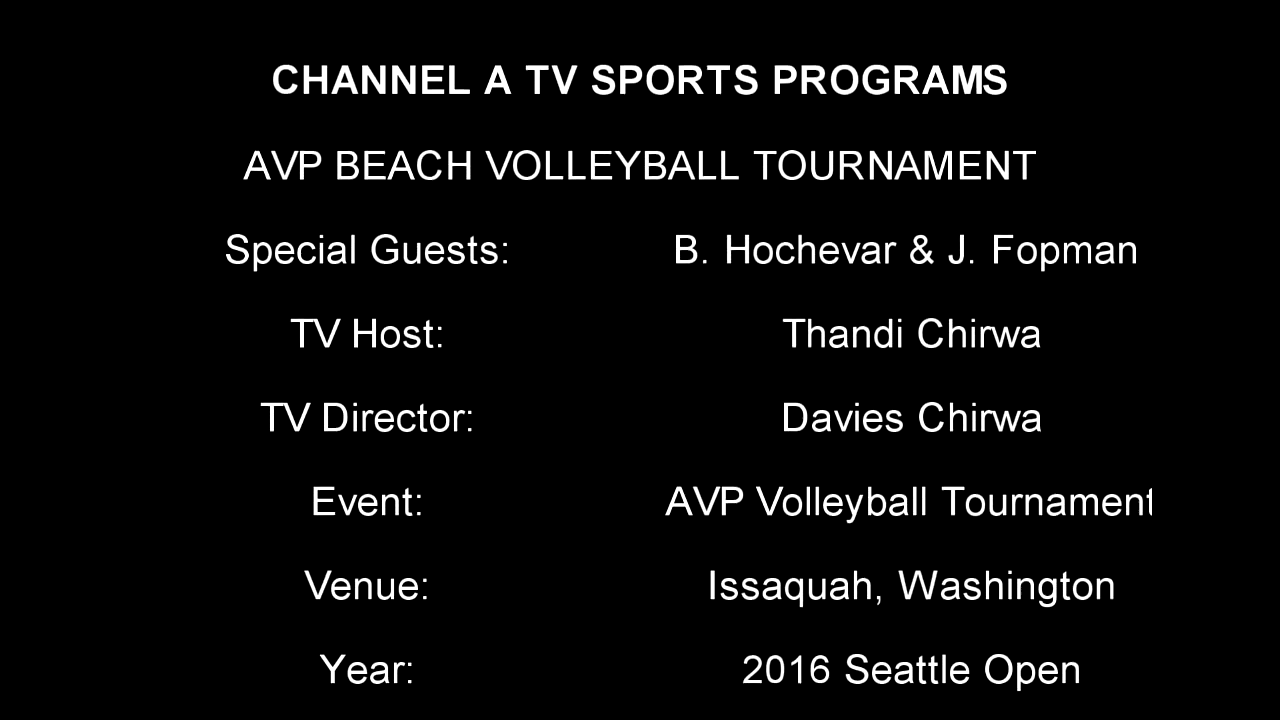 CHANNEL A TV SPORTS PROGRAMS
AVP BEACH VOLLEYBALL TOURNAMENT
Special Guests: B. Hochevar & J. Fopman
TV Host: Thandi Chirwa
TV Director: Davies Chirwa
Event: AVP Volleyball Tournament
Venue: Issaquah, Washington
Year: 2016 Seattle Open